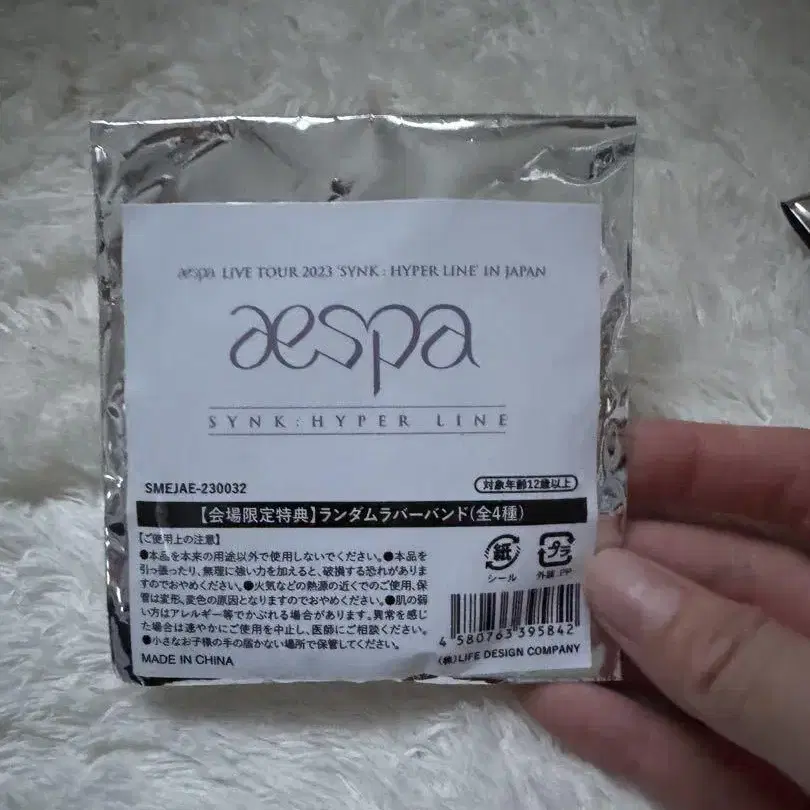 aespa LIVE TOUR 2023 'SYNK : HYPER LINE' IN JAPAN
aespa
SYNK : HYPER LINE
SMEJAE-230032
対象年齢12歳以上
【会場限定特典】ランダムラバーバンド(全4種)
【ご使用上の注意】
●本品を本来の用途以外で使用しないでください。●本品を
引っ張ったり、無理に強い力を加えると、破損する恐れがありま
すのでおやめください。●火気などの熱源の近くでのご使用、保
管は変形、変色の原因となりますのでおやめください。●肌の弱
い方はアレルギー等でかぶれる場合があります。異常を感じ
た場合は速やかにご使用を中止し、医師にご相談ください。
●小さなお子様の手の届かない場所で保管してください。
MADE IN CHINA
紙
シール
プラ
外装:PP
4 580763 395842
(株)LIFE DESIGN COMPANY